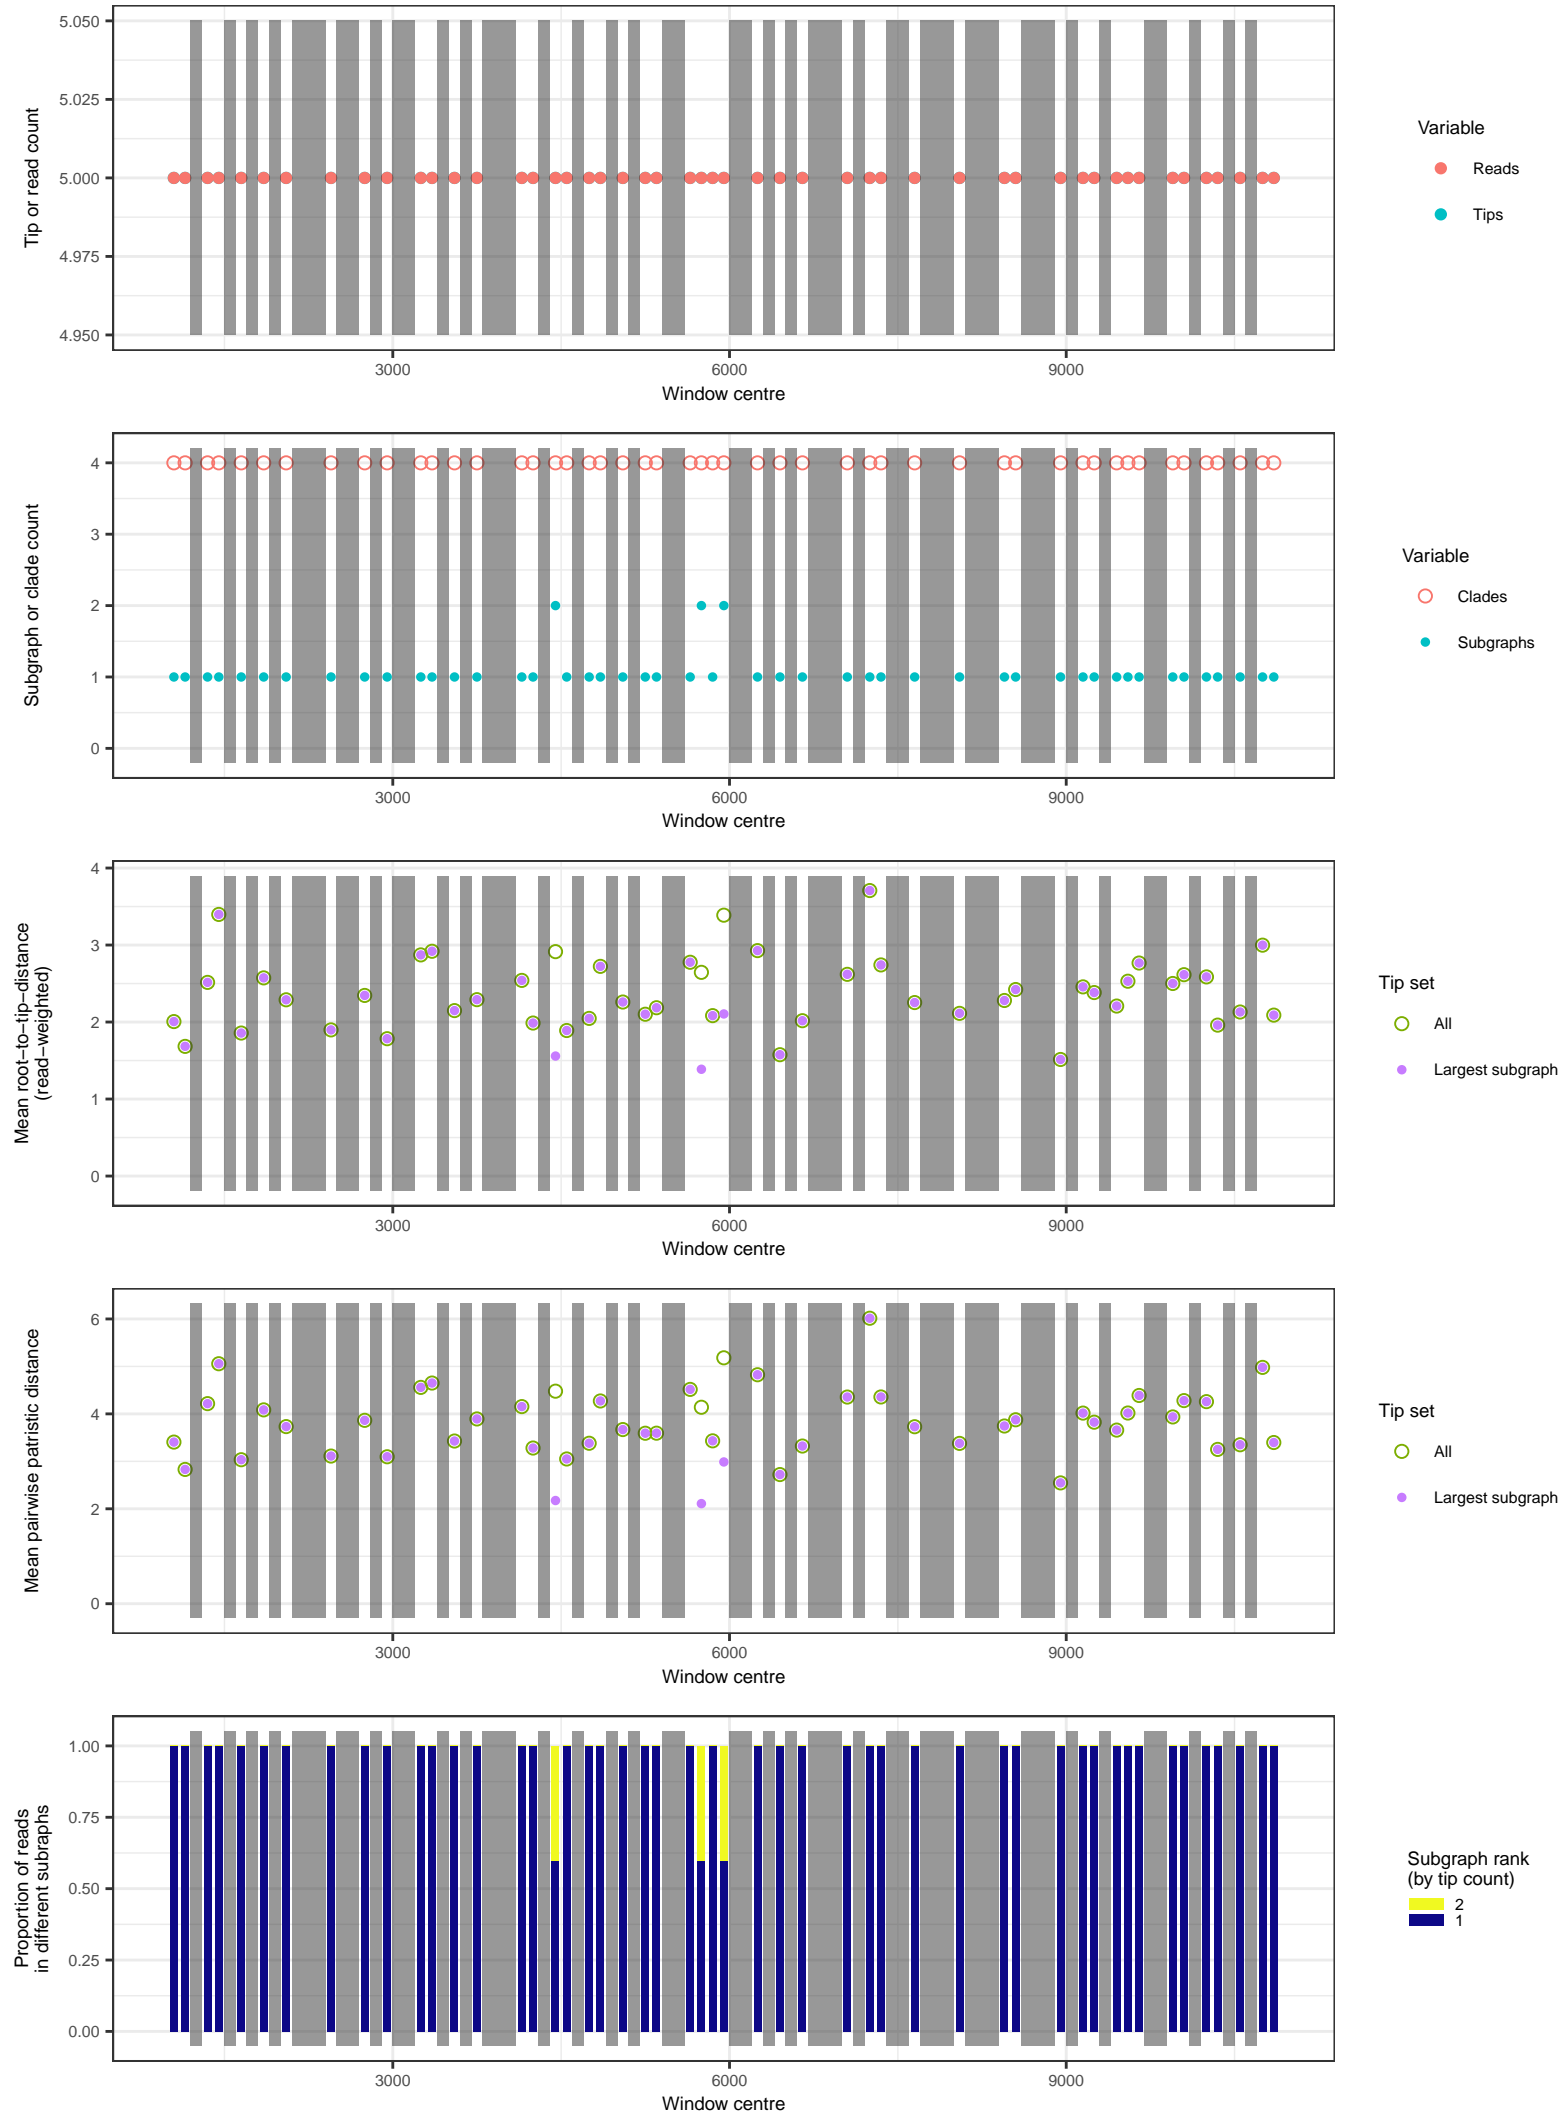 5.050
5.025
5.000
4.975
4.950
Tip or read count
3000 6000 9000
Window centre
Variable
Reads
Tips
4
3
2
1
0
Subgraph or clade count
3000 6000 9000
Window centre
Variable
Clades
Subgraphs
4
3
2
1
0
Mean root−to−tip−distance
(read−weighted)
3000 6000 9000
Window centre
Tip set
All
Largest subgraph
6
4
2
0
Mean pairwise patristic distance
3000 6000 9000
Window centre
Tip set
All
Largest subgraph
1.00
0.75
0.50
0.25
0.00
Proportion of reads
in different subraphs
3000 6000 9000
Window centre
Subgraph rank
(by tip count)
2
1